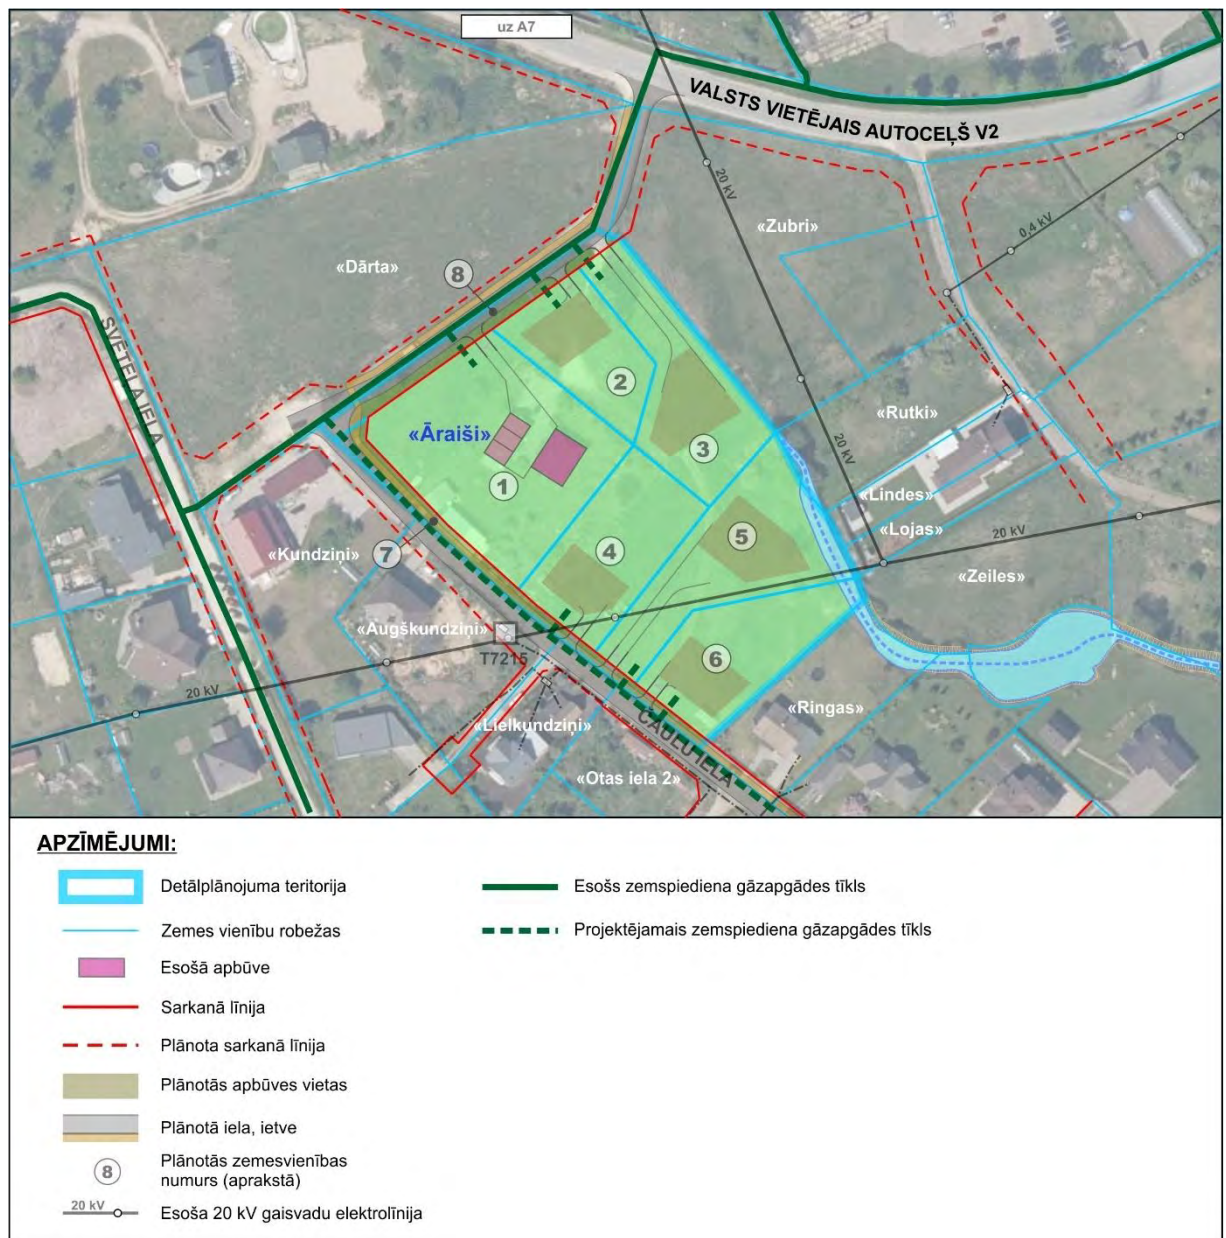 uz A7
VALSTS VIETĒJAIS AUTOCEĻŠ V2
20 kV
«Zubri»
0,4 kV
«Dārta»
8
SVETEĻA IELA
2
«Rutki»
«Āraiši»
3
20 kV
1
«Lindes»
«Lojas»
5
20 kV
«Kundziņi»
7
4
«Zeiles»
«Augškundziņi»
T7215
6
20 kV
«Ringas»
«Lielkundziņi»
ČAULU IELA
«Otas iela 2»
APZĪMĒJUMI:
Detālplānojuma teritorija
Esošs zemspiediena gāzapgādes tīkls
Zemes vienību robežas
Projektējamais zemspiediena gāzapgādes tīkls
Esošā apbūve
Sarkanā līnija
Plānota sarkanā līnija
Plānotās apbūves vietas
Plānotā iela, ietve
8
Plānotās zemesvienības
numurs (aprakstā)
20 kV
Esoša 20 kV gaisvadu elektrolīnija